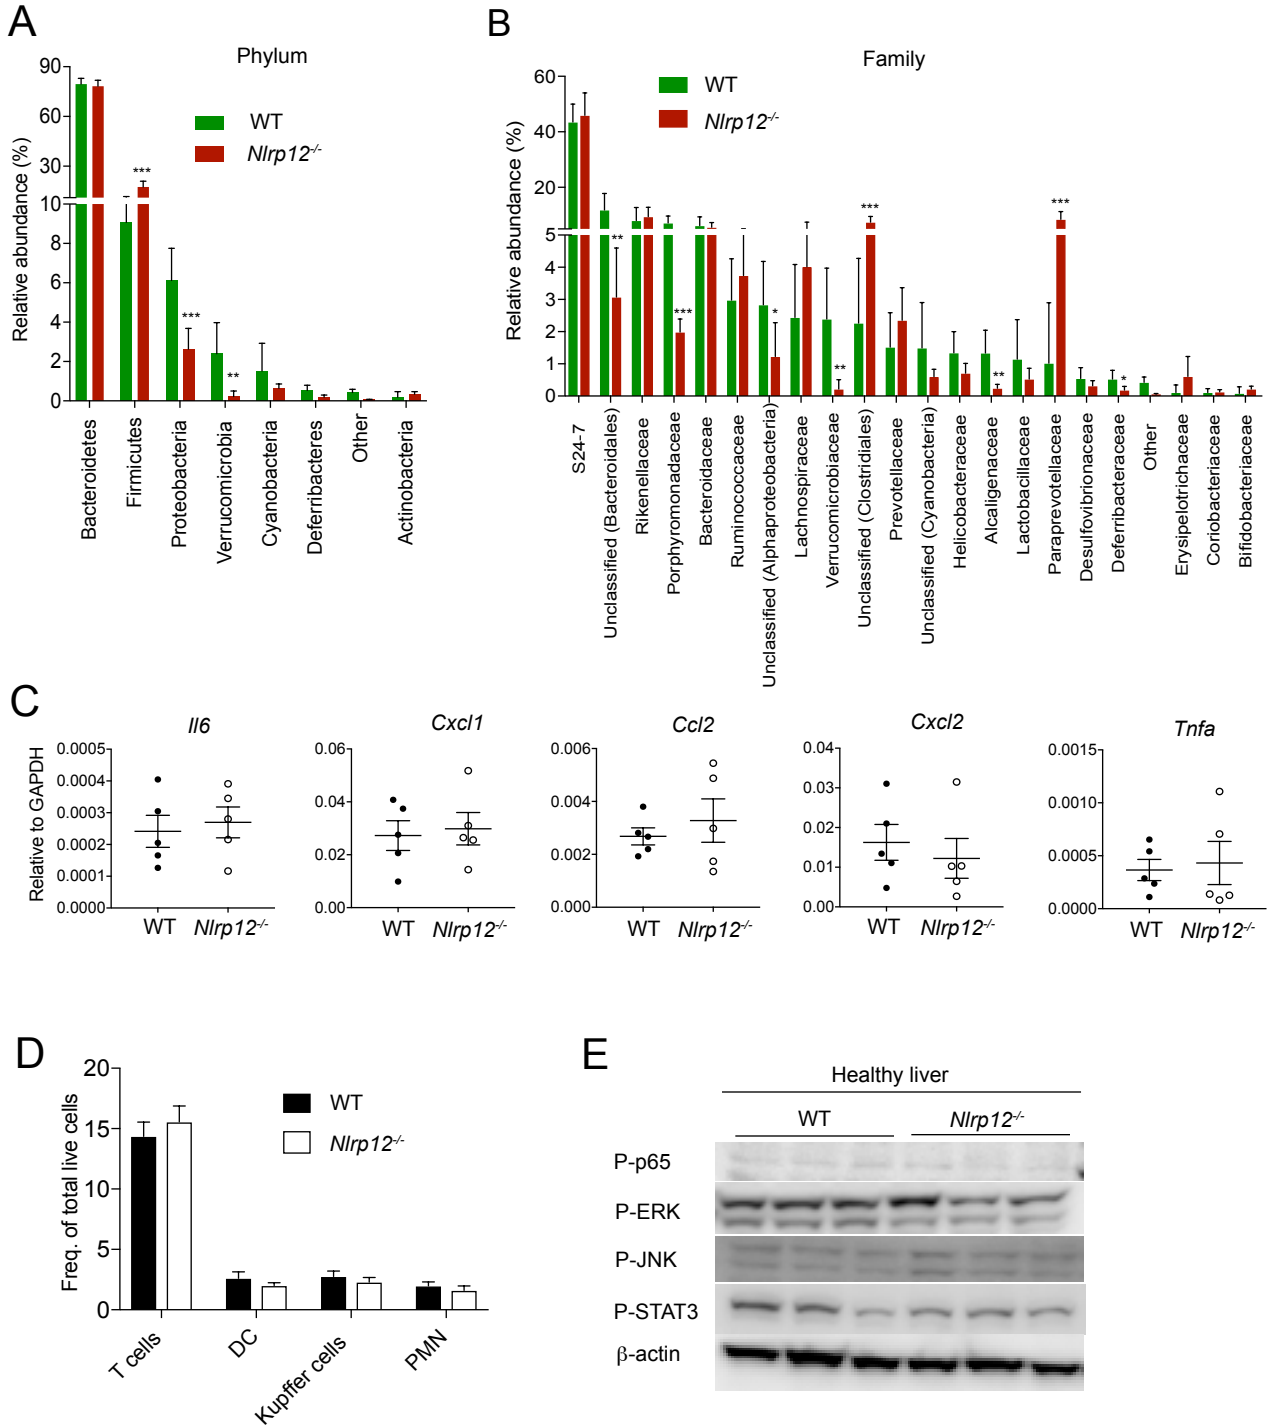 A
Phylum
Relative abundance (%)
90
60
30
10
8
6
4
2
0
WT
Nlrp12-/-
***
***
**
Bacteroidetes
Firmicutes
Proteobacteria
Verrucomicrobia
Cyanobacteria
Deferribacteres
Other
Actinobacteria
B
Family
Relative abundance (%)
60
40
20
5
4
3
2
1
0
WT
Nlrp12-/-
**
***
*
**
***
**
***
*
S24-7
Unclassified (Bacteroidales)
Rikenellaceae
Porphyromonadaceae
Bacteroidaceae
Ruminococcaceae
Unclassified (Alphaproteobacteria)
Lachnospiraceae
Verrucomicrobiaceae
Unclassified (Clostridiales)
Prevotellaceae
Unclassified (Cyanobacteria)
Helicobacteraceae
Alcaligenaceae
Lactobacillaceae
Paraprevotellaceae
Desulfovibrionaceae
Deferribacteraceae
Other
Erysipelotrichaceae
Coriobacteriaceae
Bifidobacteriaceae
C
Relative to GAPDH
Il6
0.0005
0.0004
0.0003
0.0002
0.0001
0.0000
WT Nlrp12-/-
Cxcl1
0.06
0.04
0.02
0.00
WT Nlrp12-/-
Ccl2
0.006
0.004
0.002
0.000
WT Nlrp12-/-
Cxcl2
0.04
0.03
0.02
0.01
0.00
WT Nlrp12-/-
Tnfa
0.0015
0.0010
0.0005
0.0000
WT Nlrp12-/-
D
Freq. of total live cells
20
15
10
5
0
WT
Nlrp12-/-
T cells
DC
Kupffer cells
PMN
E
Healthy liver
WT Nlrp12-/-
P-p65
P-ERK
P-JNK
P-STAT3
β-actin